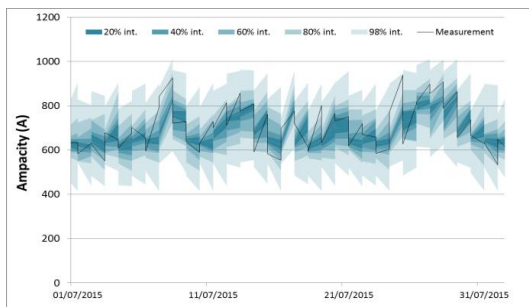 1200
20% int. 40% int. 60% int. 80% int. 98% int. Measurement
1000
800
600
400
200
0
Ampacity (A)
01/07/2015 11/07/2015 21/07/2015 31/07/2015